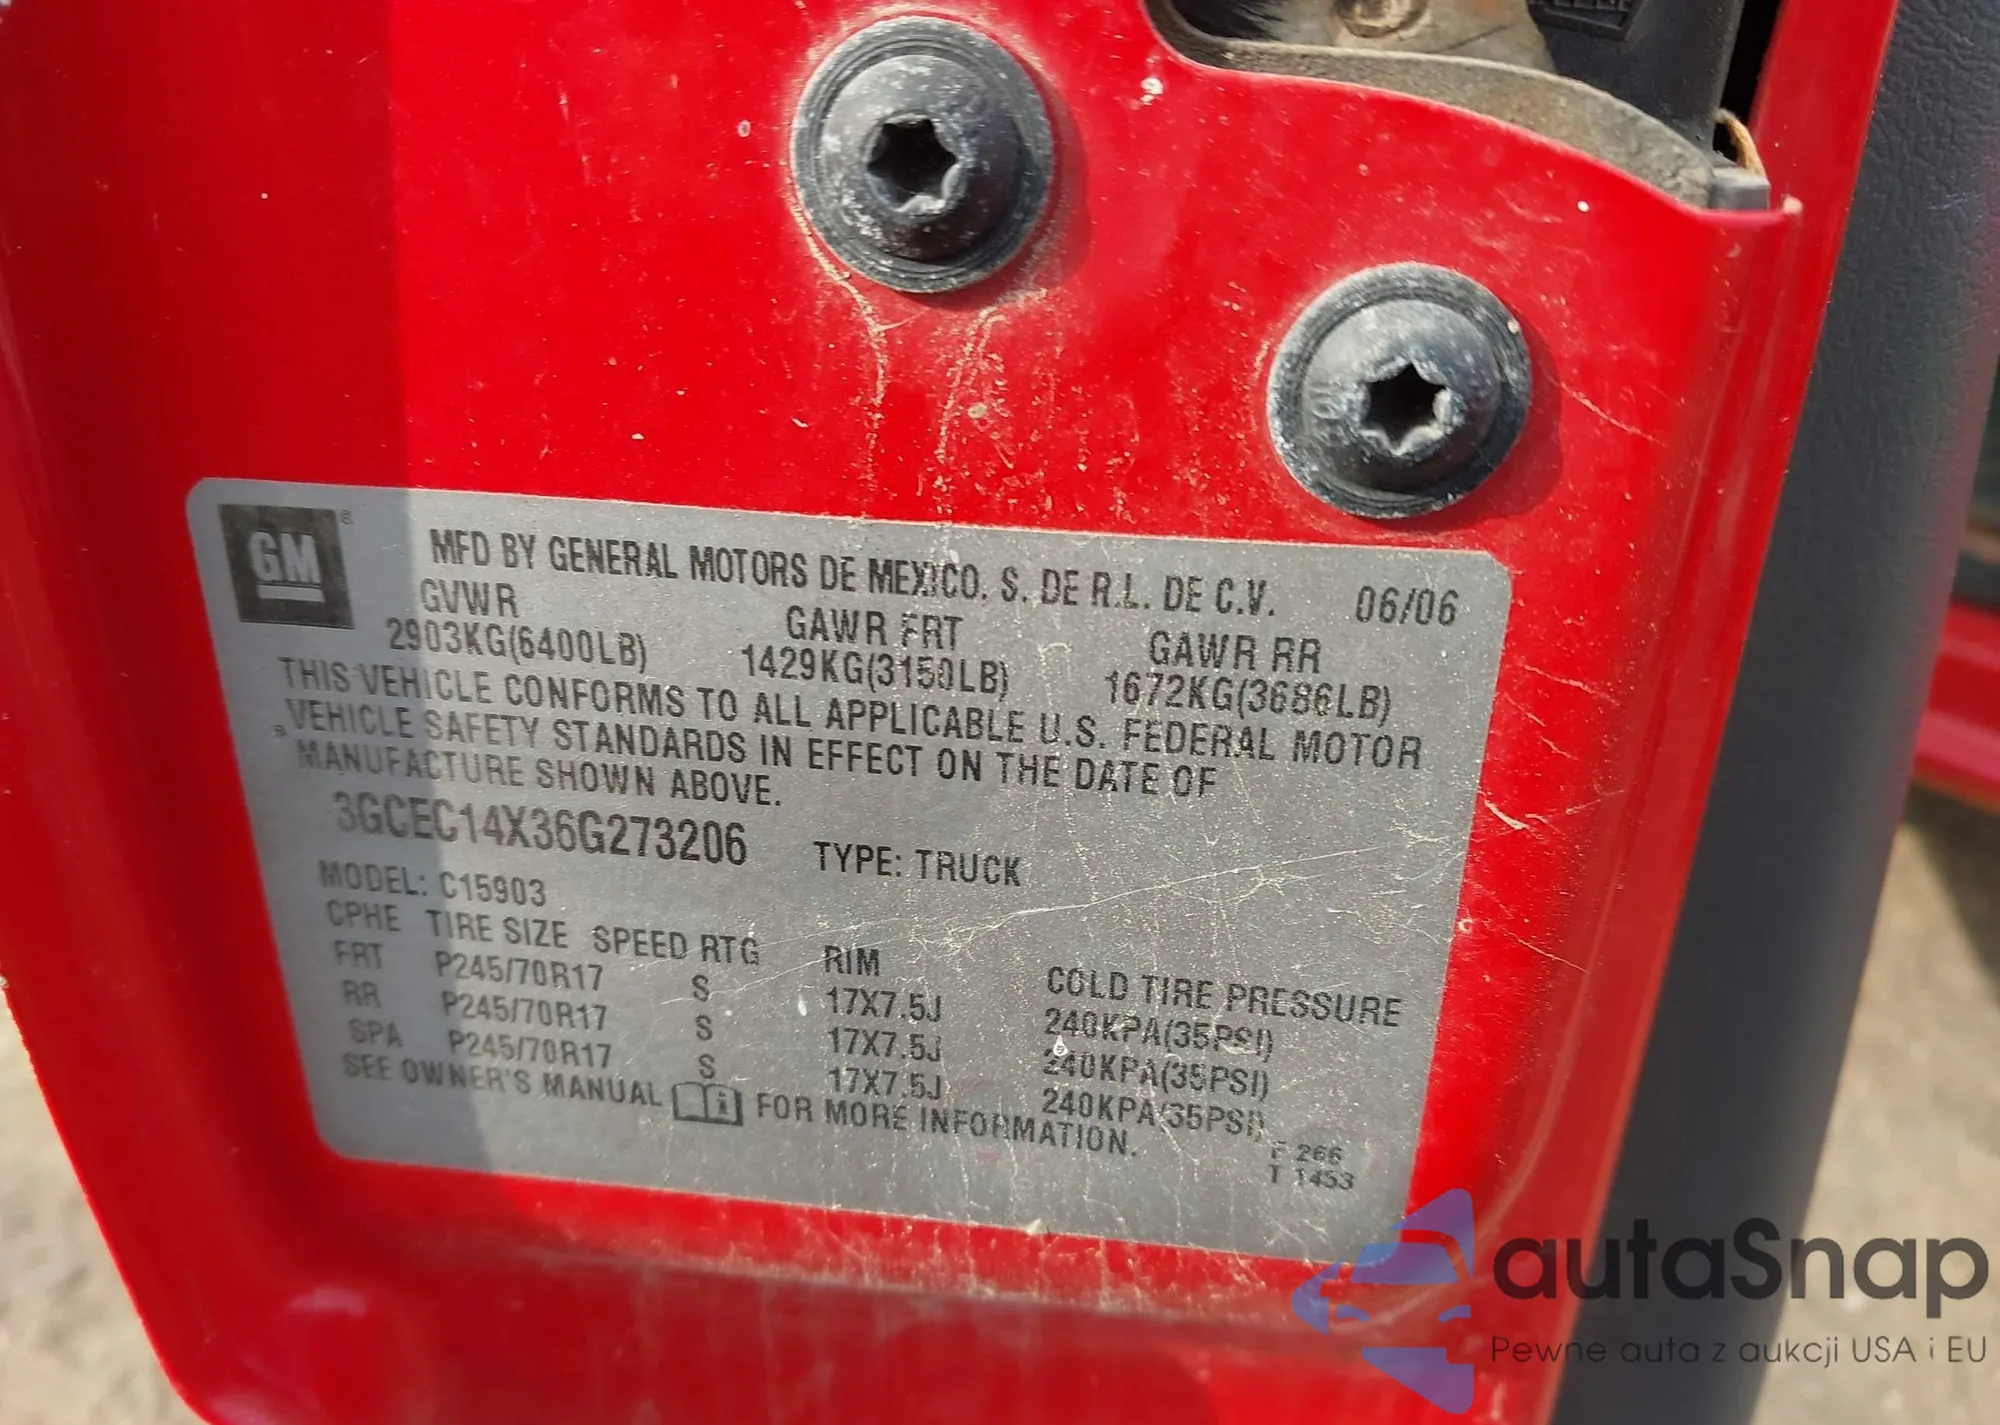 GM
MFD BY GENERAL MOTORS DE MEXICO, S. DE R.L. DE C.V. 06/06
GVWR GAWR FRT GAWR RR
2903KG(6400LB) 1429KG(3150LB) 1672KG(3686LB)
THIS VEHICLE CONFORMS TO ALL APPLICABLE U.S. FEDERAL MOTOR
VEHICLE SAFETY STANDARDS IN EFFECT ON THE DATE OF
MANUFACTURE SHOWN ABOVE.
3GCEC14X36G273206 TYPE: TRUCK
MODEL: C15903
CPHE TIRE SIZE SPEED RTG RIM COLD TIRE PRESSURE
FRT P245/70R17 S 17X7.5J 240KPA(35PSI)
RR P245/70R17 S 17X7.5J 240KPA(35PSI)
SPA P245/70R17 S 17X7.5J 240KPA(35PSI)
SEE OWNER'S MANUAL FOR MORE INFORMATION.
F 266
T 1453
autaSnap
Pewne auta z aukcji USA i EU